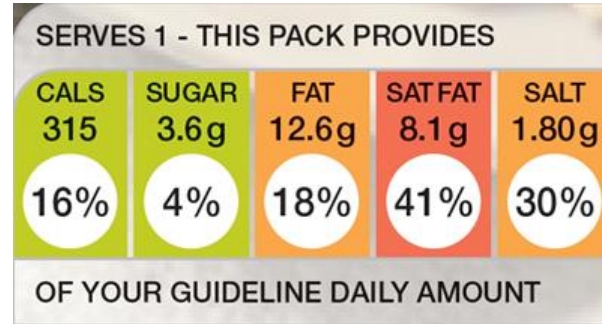 SERVES 1 - THIS PACK PROVIDES
CALS SUGAR FAT SAT FAT SALT
315 3.6g 12.6g 8.1g 1.80g
16% 4% 18% 41% 30%
OF YOUR GUIDELINE DAILY AMOUNT